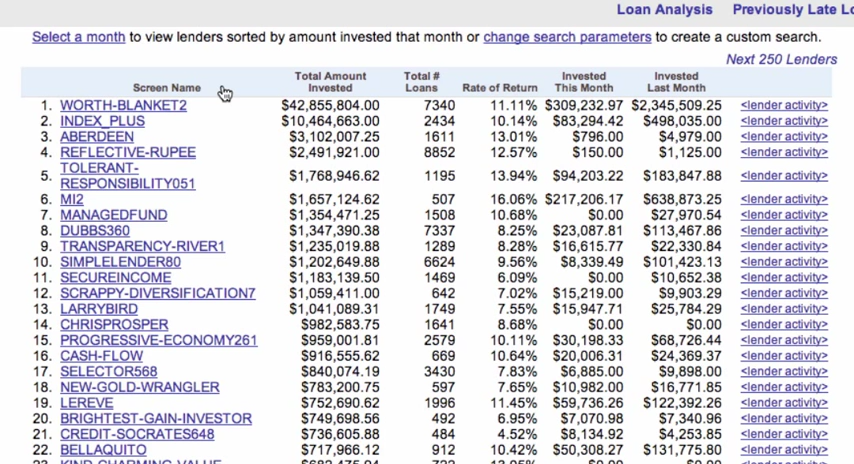 Loan Analysis Previously Late Lo
Select a month to view lenders sorted by amount invested that month or change search parameters to create a custom search.
Next 250 Lenders
Screen Name Total Amount Invested Total # Loans Rate of Return Invested This Month Invested Last Month
1. WORTH-BLANKET2 $42,855,804.00 7340 11.11% $309,232.97 $2,345,509.25 <lender activity>
2. INDEX_PLUS $10,464,663.00 2434 10.14% $83,294.42 $498,035.00 <lender activity>
3. ABERDEEN $3,102,007.25 1611 13.01% $796.00 $4,979.00 <lender activity>
4. REFLECTIVE-RUPEE $2,491,921.00 8852 12.57% $150.00 $1,125.00 <lender activity>
5. TOLERANT-RESPONSIBILITY051 $1,768,946.62 1195 13.94% $94,203.22 $183,847.88 <lender activity>
6. MI2 $1,657,124.62 507 16.06% $217,206.17 $638,873.25 <lender activity>
7. MANAGEDFUND $1,354,471.25 1508 10.68% $0.00 $27,970.54 <lender activity>
8. DUBBS360 $1,347,390.38 7337 8.25% $23,087.81 $113,467.86 <lender activity>
9. TRANSPARENCY-RIVER1 $1,235,019.88 1289 8.28% $16,615.77 $22,330.84 <lender activity>
10. SIMPLELENDER80 $1,202,649.88 6624 9.56% $8,339.49 $101,423.13 <lender activity>
11. SECUREINCOME $1,183,139.50 1469 6.09% $0.00 $10,652.38 <lender activity>
12. SCRAPPY-DIVERSIFICATION7 $1,059,411.00 642 7.02% $15,219.00 $9,903.29 <lender activity>
13. LARRYBIRD $1,041,089.31 1749 7.55% $15,947.71 $25,784.29 <lender activity>
14. CHRISPROSPER $982,583.75 1641 8.68% $0.00 $0.00 <lender activity>
15. PROGRESSIVE-ECONOMY261 $959,001.81 2579 10.11% $30,198.33 $68,726.44 <lender activity>
16. CASH-FLOW $916,555.62 669 10.64% $20,006.31 $24,369.37 <lender activity>
17. SELECTOR568 $840,074.19 3430 7.83% $6,885.00 $9,898.00 <lender activity>
18. NEW-GOLD-WRANGLER $783,200.75 597 7.65% $10,982.00 $16,771.85 <lender activity>
19. LEREVE $752,690.62 1996 11.45% $59,736.26 $122,392.26 <lender activity>
20. BRIGHTEST-GAIN-INVESTOR $749,698.56 492 6.95% $7,070.98 $7,340.96 <lender activity>
21. CREDIT-SOCRATES648 $736,605.88 484 4.52% $8,134.92 $4,253.85 <lender activity>
22. BELLAQUITO $717,966.12 912 10.42% $50,308.27 $131,775.80 <lender activity>